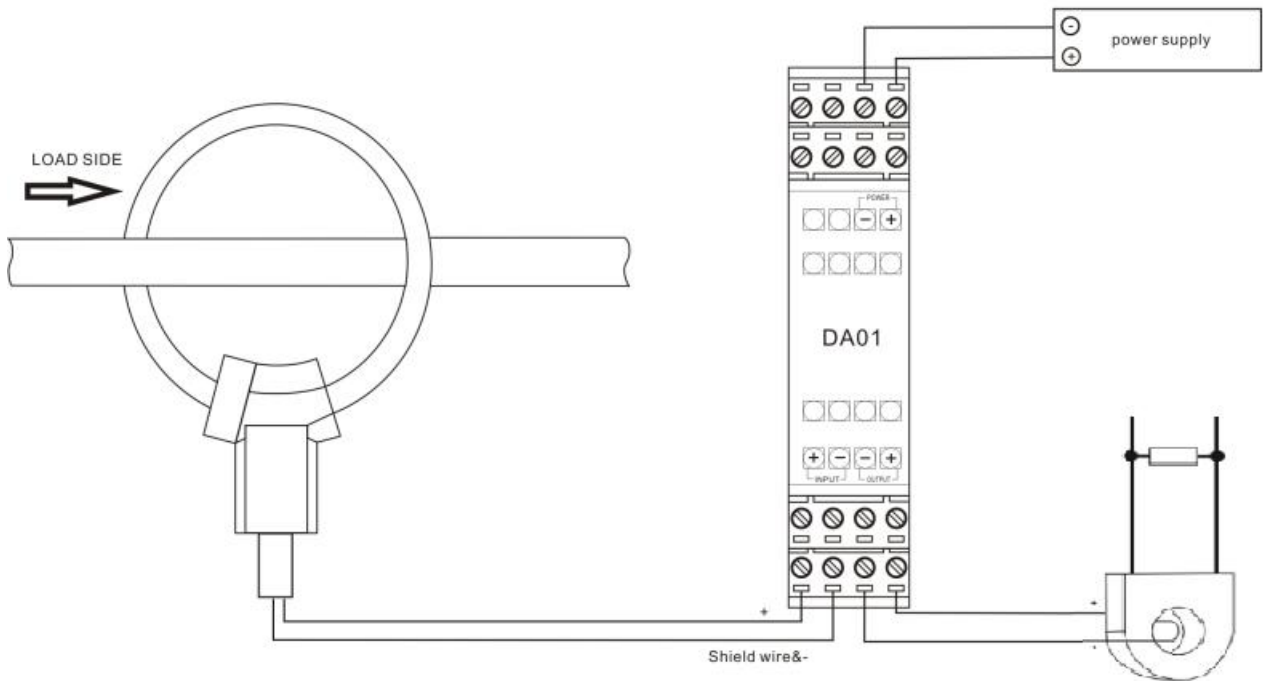 -
+
power supply
LOAD SIDE
POWER
- +
DA01
+ - - +
INPUT OUTPUT
+
Shield wire&-
+
-